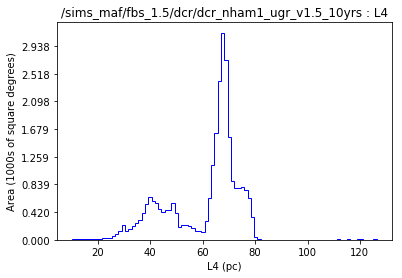 /sims_maf/fbs_1.5/dcr/dcr_nham1_ugr_v1.5_10yrs : L4
Area (1000s of square degrees)
2.938
2.518
2.098
1.679
1.259
0.839
0.420
0.000
20 40 60 80 100 120
L4 (pc)